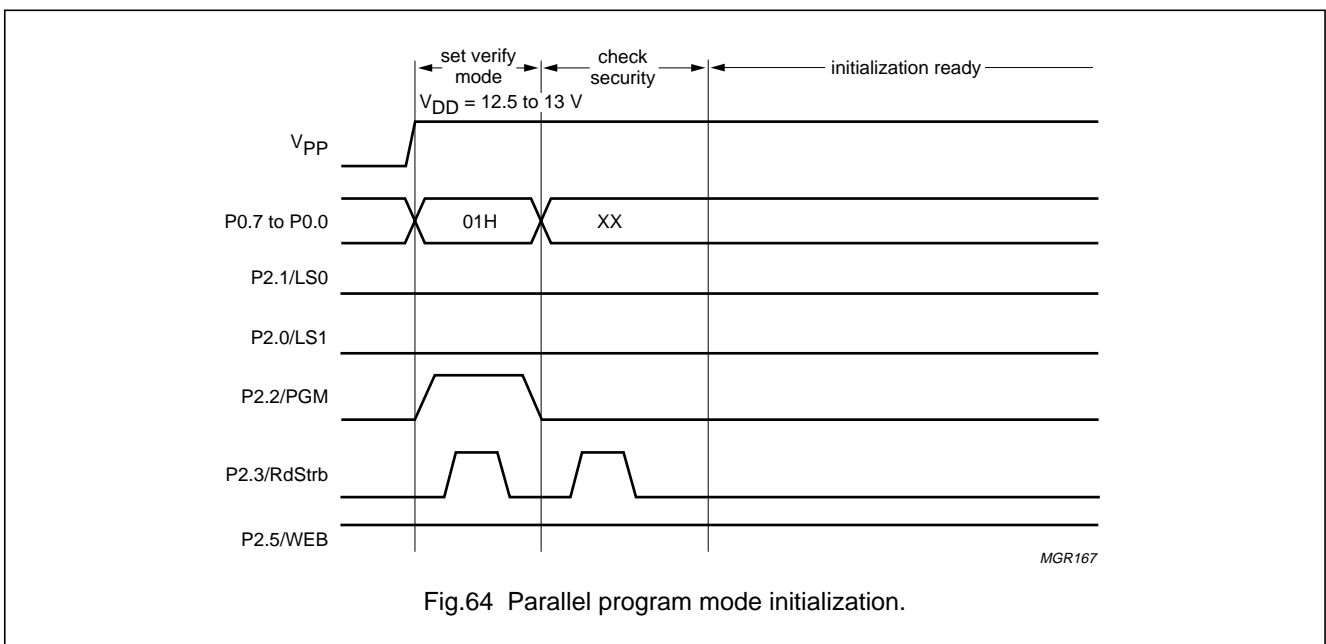 set verify
mode
check
security
initialization ready
VDD = 12.5 to 13 V
VPP
P0.7 to P0.0
01H
XX
P2.1/LS0
P2.0/LS1
P2.2/PGM
P2.3/RdStrb
P2.5/WEB
MGR167
Fig.64 Parallel program mode initialization.